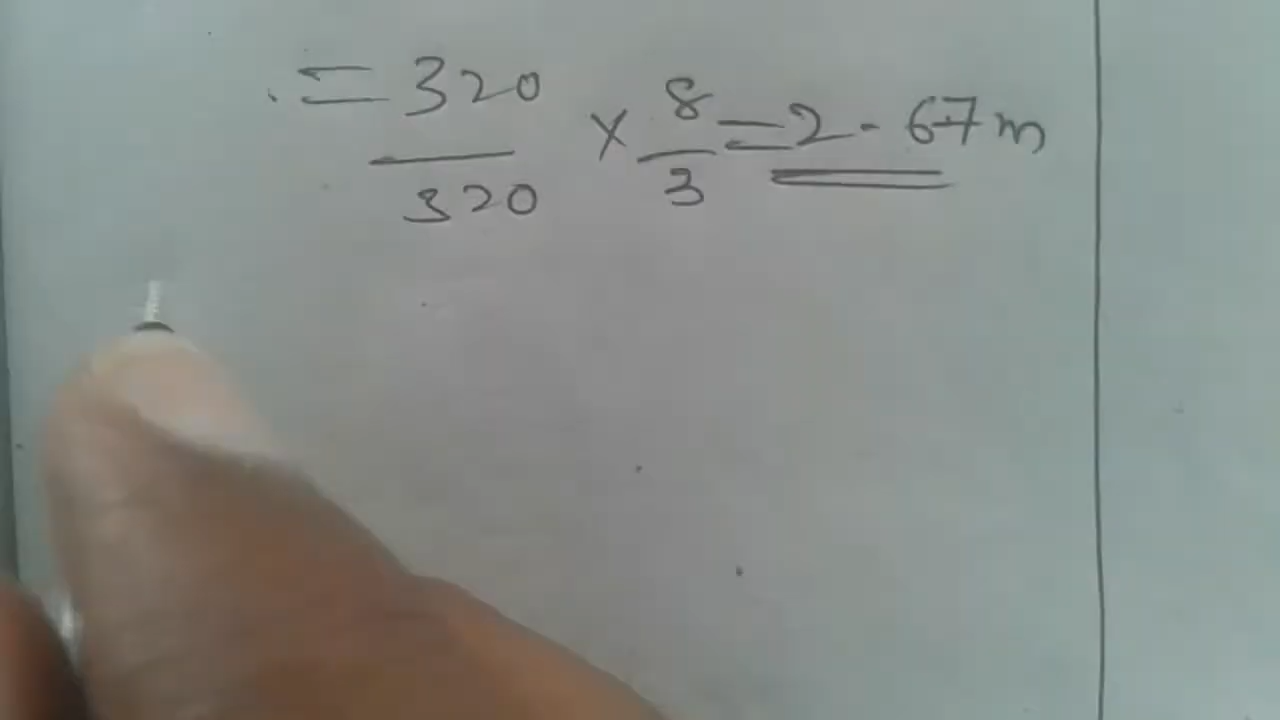 = 320/320 × 8/3 = 2.67m